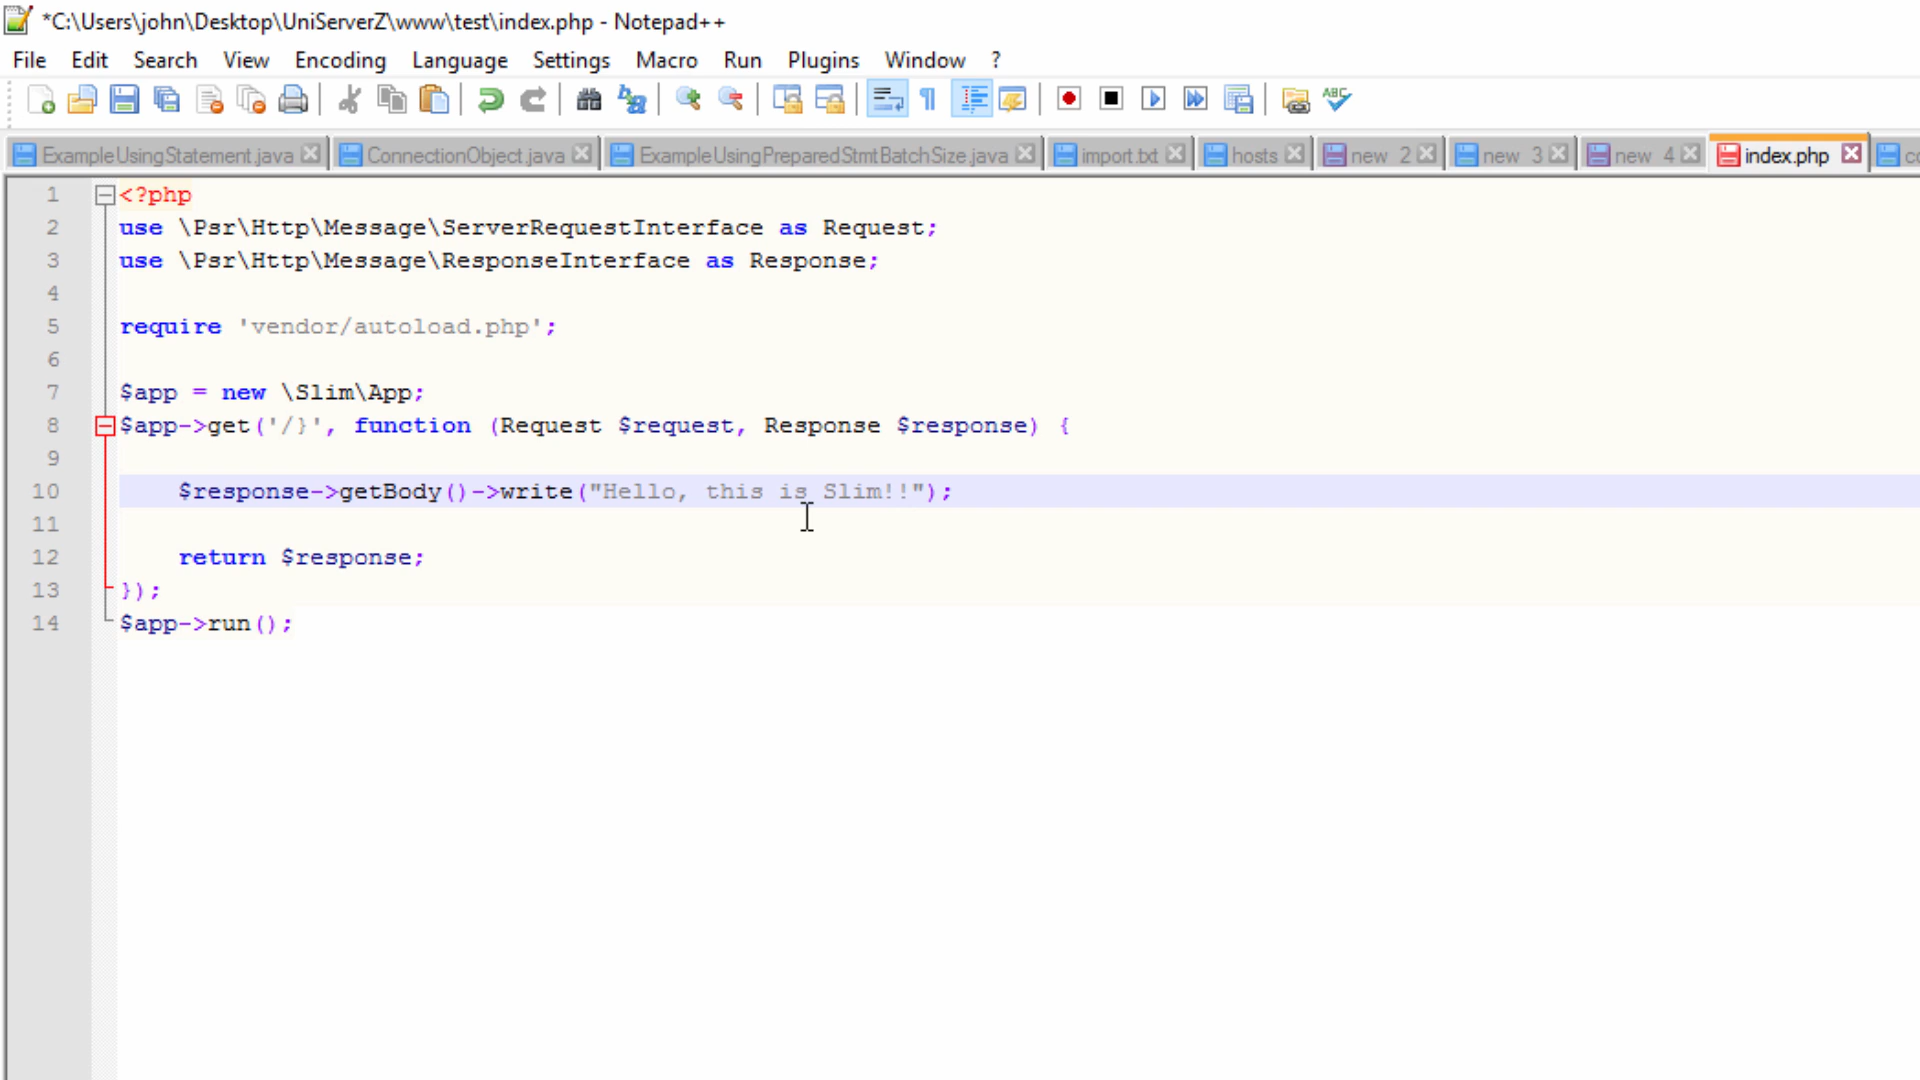 *C:\Users\john\Desktop\UniServerZ\www\test\index.php - Notepad++
File Edit Search View Encoding Language Settings Macro Run Plugins Window ?
ABC
ExampleUsingStatement.java ConnectionObject.java ExampleUsingPreparedStmtBatchSize.java import.txt hosts new 2 new 3 new 4 index.php
1 <?php
2 use \Psr\Http\Message\ServerRequestInterface as Request;
3 use \Psr\Http\Message\ResponseInterface as Response;
4
5 require 'vendor/autoload.php';
6
7 $app = new \Slim\App;
8 $app->get('/}', function (Request $request, Response $response) {
9
10 $response->getBody()->write("Hello, this is Slim!!");
11
12 return $response;
13 });
14 $app->run();